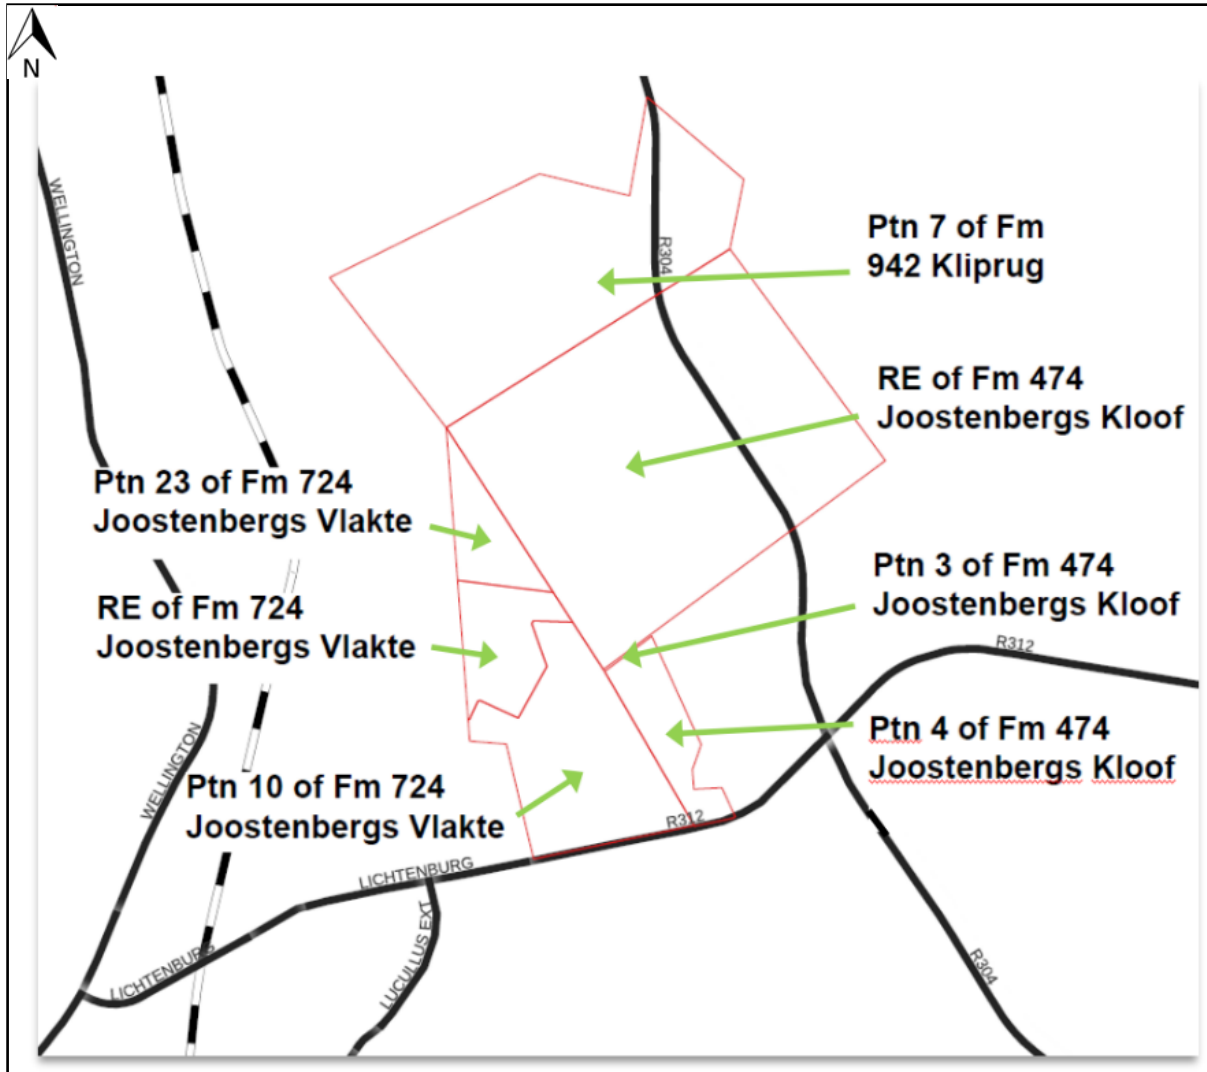 N
WELLINGTON
R304
Ptn 7 of Fm
942 Kliprug
RE of Fm 474
Joostenbergs Kloof
Ptn 23 of Fm 724
Joostenbergs Vlakte
Ptn 3 of Fm 474
Joostenbergs Kloof
RE of Fm 724
Joostenbergs Vlakte
R312
Ptn 4 of Fm 474
Joostenbergs Kloof
WELLINGTON
Ptn 10 of Fm 724
Joostenbergs Vlakte
R312
LICHTENBURG
LUCULLUS EXT
LICHTENBURG
R304